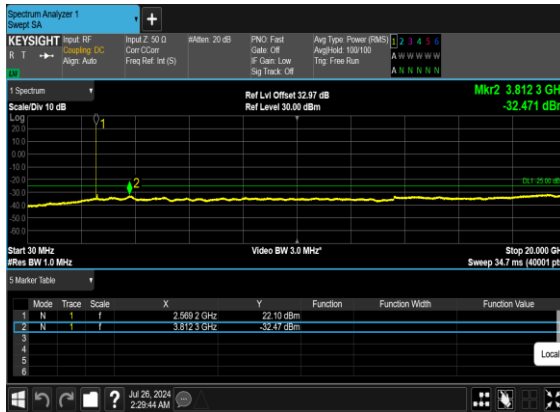 Spectrum Analyzer 1
Swept SA
+
KEYSIGHT
R T
Input: RF
Coupling: DC
Align: Auto
Input Z: 50 Ω
Corr CCorr
Freq Ref: Int (S)
#Atten: 20 dB
PNO: Fast
Gate: Off
IF Gain: Low
Sig Track: Off
Avg Type: Power (RMS)
Avg|Hold: 100/100
Trig: Free Run
1 2 3 4 5 6
A W W W W W
A N N N N N
1 Spectrum
Scale/Div 10 dB
Ref Lvl Offset 32.97 dB
Ref Level 30.00 dBm
Mkr2 3.812 3 GH
-32.471 dBm
Log
20.0
10.0
0.00
-10.0
-20.0
-30.0
-40.0
-50.0
-60.0
1
2
DL1 -25.00 dB
Start 30 MHz
#Res BW 1.0 MHz
Video BW 3.0 MHz*
Stop 20.000 GH
Sweep 34.7 ms (40001 pt
5 Marker Table
Mode Trace Scale X Y Function Function Width Function Value
1 N 1 f 2.569 2 GHz 22.10 dBm
2 N 1 f 3.812 3 GHz -32.47 dBm
3
4
5
6
Local
?
Jul 26, 2024
2:29:44 AM